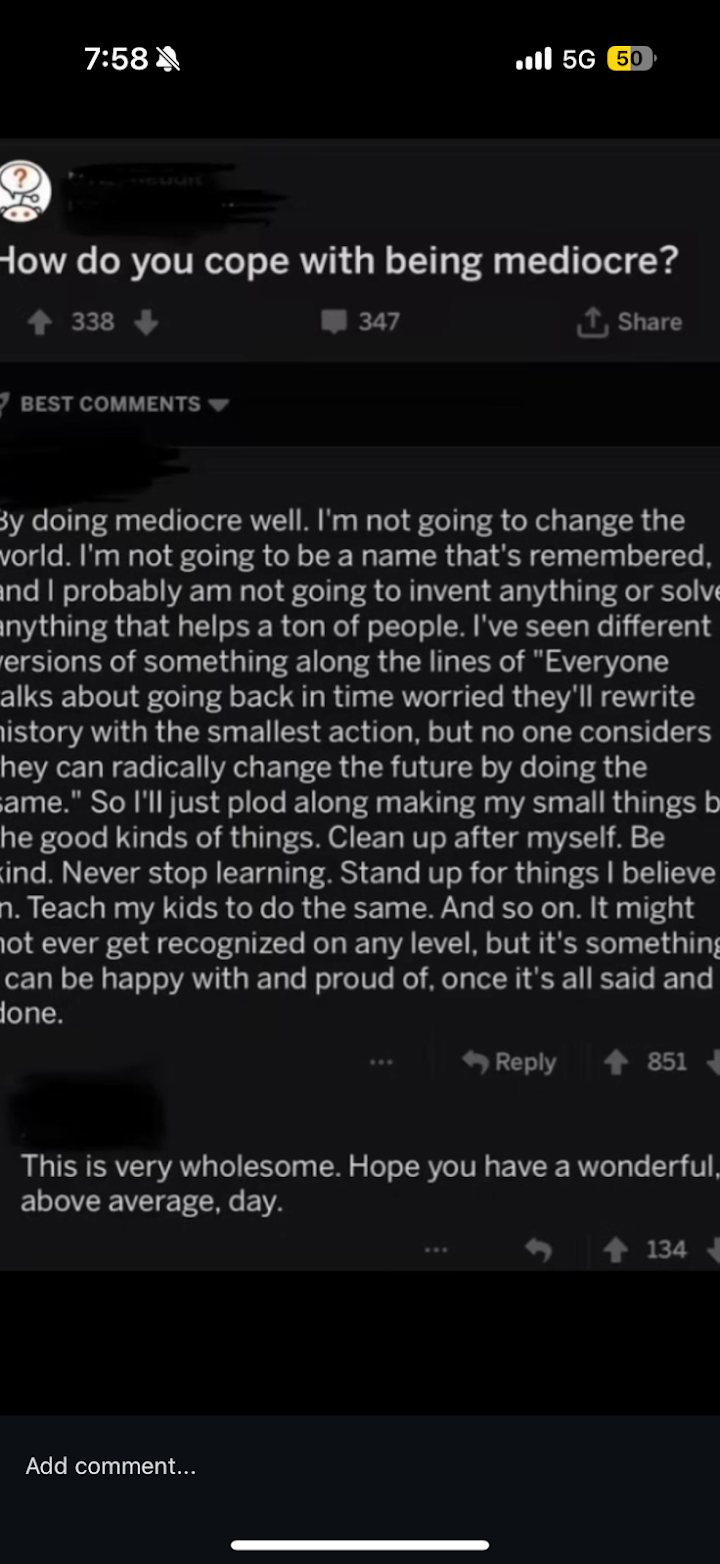 7:58
5G
50
?
How do you cope with being mediocre?
338
347
Share
BEST COMMENTS
By doing mediocre well. I'm not going to change the
world. I'm not going to be a name that's remembered,
and I probably am not going to invent anything or solve
anything that helps a ton of people. I've seen different
versions of something along the lines of "Everyone
talks about going back in time worried they'll rewrite
history with the smallest action, but no one considers
they can radically change the future by doing the
same." So I'll just plod along making my small things b
the good kinds of things. Clean up after myself. Be
kind. Never stop learning. Stand up for things I believe
in. Teach my kids to do the same. And so on. It might
not ever get recognized on any level, but it's something
I can be happy with and proud of, once it's all said and
done.
...
Reply
851
This is very wholesome. Hope you have a wonderful,
above average, day.
...
134
Add comment...